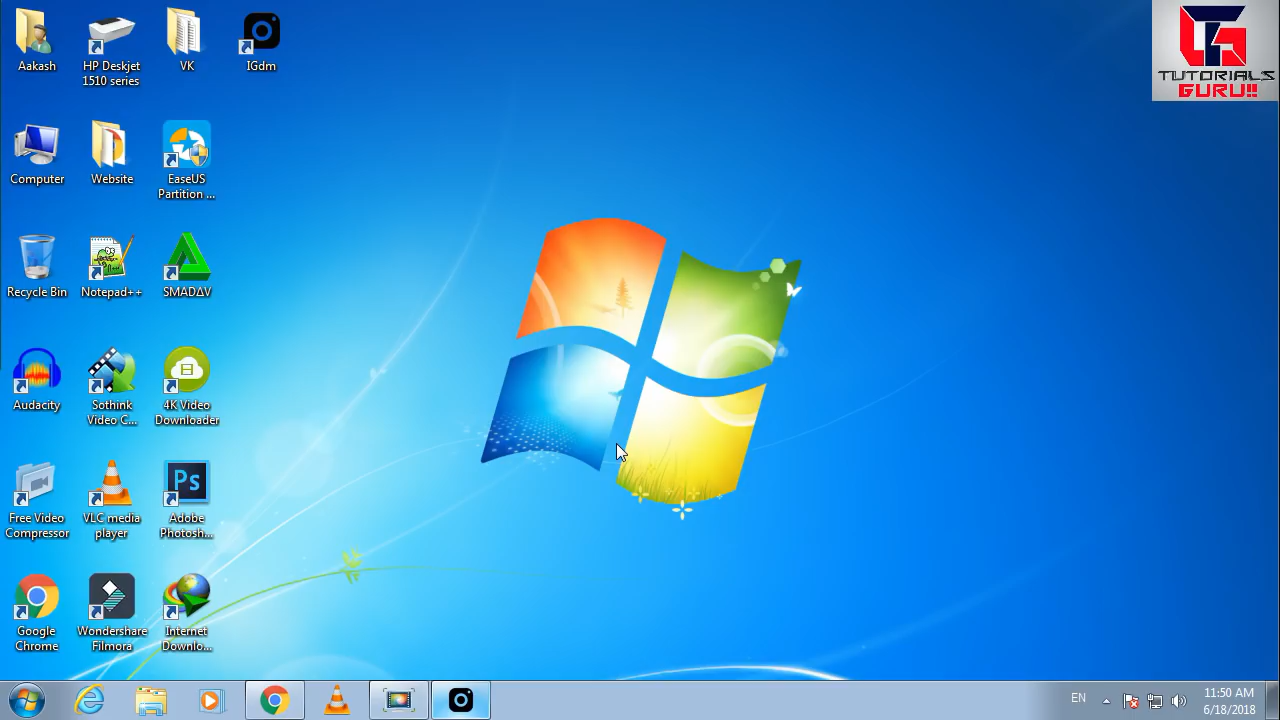 Aakash
HP Deskjet
1510 series
VK
IGdm
TUTORIALS
GURU!!
Computer
Website
EaseUS
Partition ...
Recycle Bin
Notepad++
SMADΔV
Audacity
Sothink
Video C...
4K Video
Downloader
Free Video
Compressor
VLC media
player
Ps
Adobe
Photosh...
Google
Chrome
Wondershare
Filmora
Internet
Downlo...
EN
11:50 AM
6/18/2018